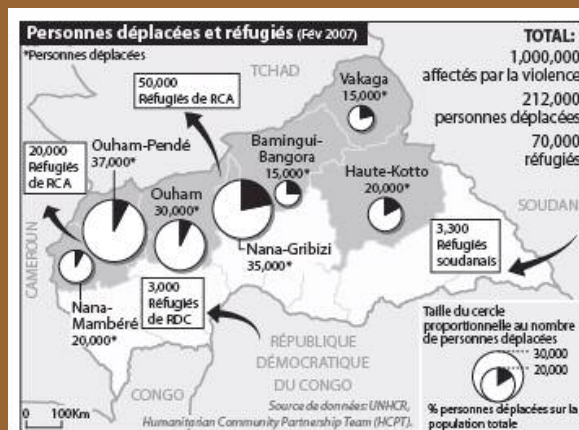 Personnes déplacées et réfugiés (Fév 2007)
*Personnes déplacées
TOTAL:
1,000,000
affectés par la violence
212,000
personnes déplacées
70,000
réfugiés
TCHAD
50,000
Réfugiés de RCA
Vakaga
15,000*
20,000
Réfugiés
de RCA
Ouham-Pendé
37,000*
Ouham
30,000*
Bamingui-
Bangora
15,000*
Haute-Kotto
20,000*
SOUDAN
CAMEROUN
Nana-Gribizi
35,000*
3,300
Réfugiés
soudanais
Nana-
Mambéré
20,000*
3,000
Réfugiés
de RDC
RÉPUBLIQUE
DÉMOCRATIQUE
DU CONGO
CONGO
Taille du cercle
proportionnelle au nombre
de personnes déplacées
30,000
20,000
% personnes déplacées sur la
population totale
0 100Km
Source de données: UNHCR,
Humanitarian Community Partnership Team (HCPT).